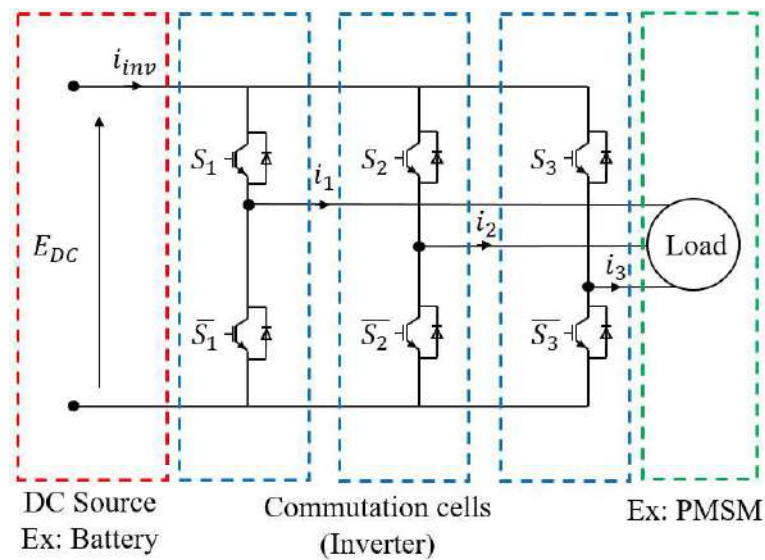 i_inv
S_1
S_2
S_3
i_1
i_2
E_DC
Load
i_3
S̅_1
S̅_2
S̅_3
DC Source
Ex: Battery
Commutation cells
(Inverter)
Ex: PMSM